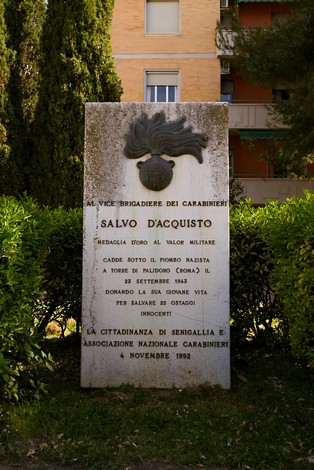 AL VICE BRIGADIERE DEI CARABINIERI
SALVO D'ACQUISTO
MEDAGLIA D'ORO AL VALOR MILITARE
CADDE SOTTO IL PIOMBO NAZISTA
A TORRE DI PALIDORO (ROMA) IL
23 SETTEMBRE 1943
DONANDO LA SUA GIOVANE VITA
PER SALVARE 22 OSTAGGI
INNOCENTI
LA CITTADINANZA DI SENIGALLIA E
ASSOCIAZIONE NAZIONALE CARABINIERI
4 NOVEMBRE 1992